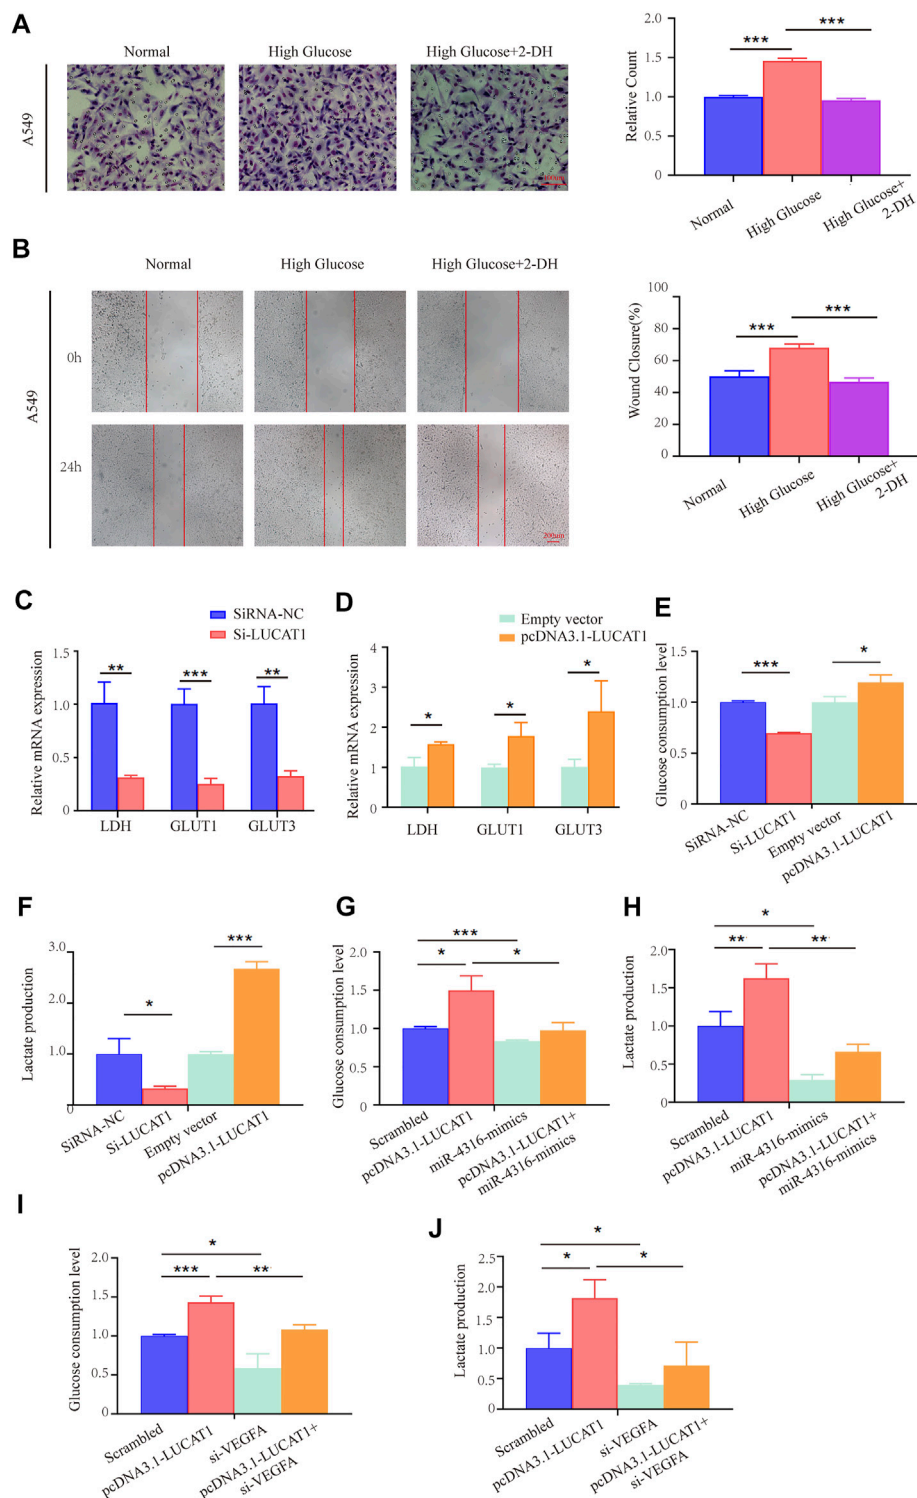 A
Normal
High Glucose
High Glucose+2-DH
A549
Relative Count
2.0
1.5
1.0
0.5
0
***
***
Normal
High Glucose
High Glucose+
2-DH
B
Normal
High Glucose
High Glucose+2-DH
A549
0h
24h
200μm
Wound Closure(%)
100
80
60
40
20
0
***
***
Normal
High Glucose
High Glucose+
2-DH
C
SiRNA-NC
Si-LUCAT1
Relative mRNA expression
1.5
1.0
0.5
0
**
***
**
LDH
GLUT1
GLUT3
D
Empty vector
pcDNA3.1-LUCAT1
Relative mRNA expression
4
3
2
1
0
*
*
*
LDH
GLUT1
GLUT3
E
Glucose consumption level
1.5
1.0
0.5
0
***
*
SiRNA-NC
Si-LUCAT1
Empty vector
pcDNA3.1-LUCAT1
F
Lactate production
3.0
2.0
1.0
0
*
***
SiRNA-NC
Si-LUCAT1
Empty vector
pcDNA3.1-LUCAT1
G
Glucose consumption level
2.0
1.5
1.0
0.5
0
***
*
*
Scrambled
pcDNA3.1-LUCAT1
miR-4316-mimics
pcDNA3.1-LUCAT1+
miR-4316-mimics
H
Lactate production
2.0
1.5
1.0
0.5
0
*
**
**
Scrambled
pcDNA3.1-LUCAT1
miR-4316-mimics
pcDNA3.1-LUCAT1+
miR-4316-mimics
I
Glucose consumption level
2.0
1.5
1.0
0.5
0
*
***
**
Scrambled
pcDNA3.1-LUCAT1
si-VEGFA
pcDNA3.1-LUCAT1+
si-VEGFA
J
Lactate production
2.5
2.0
1.5
1.0
0.5
0
*
*
*
Scrambled
pcDNA3.1-LUCAT1
si-VEGFA
pcDNA3.1-LUCAT1+
si-VEGFA